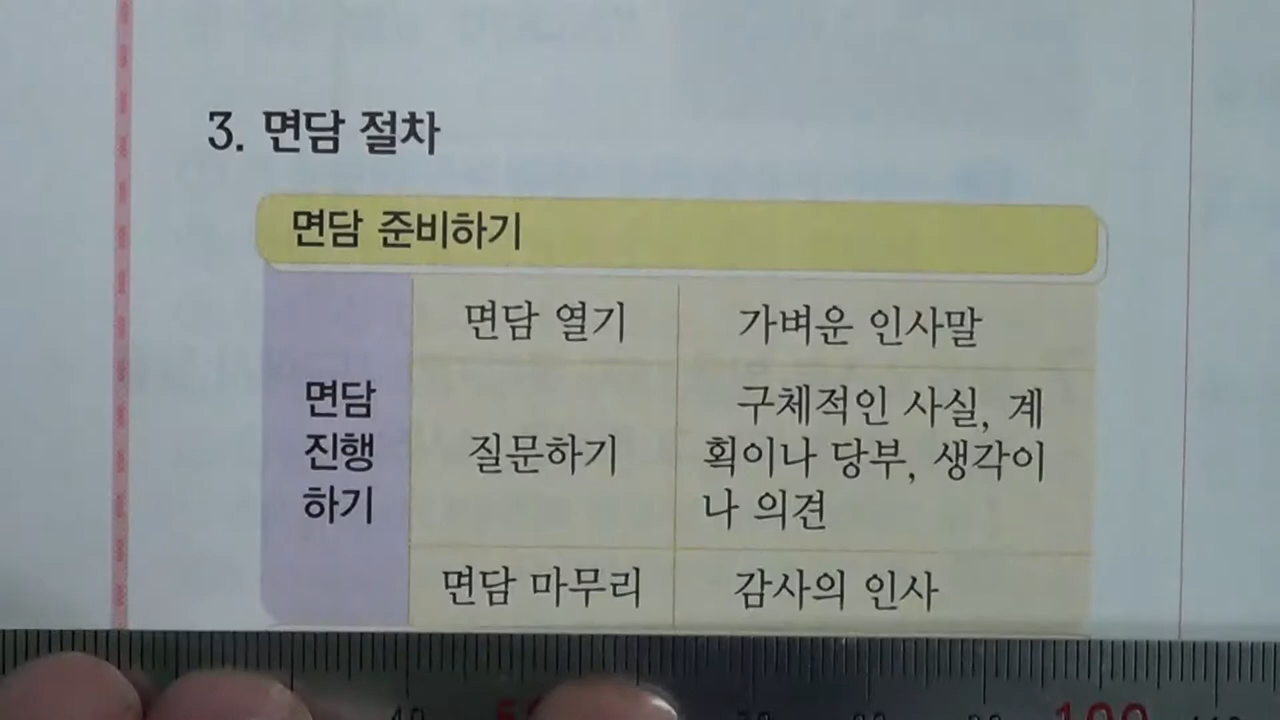 3. 면담 절차
면담 준비하기
면담 열기 가벼운 인사말
면담
진행
하기
질문하기
구체적인 사실, 계
획이나 당부, 생각이
나 의견
면담 마무리 감사의 인사
100